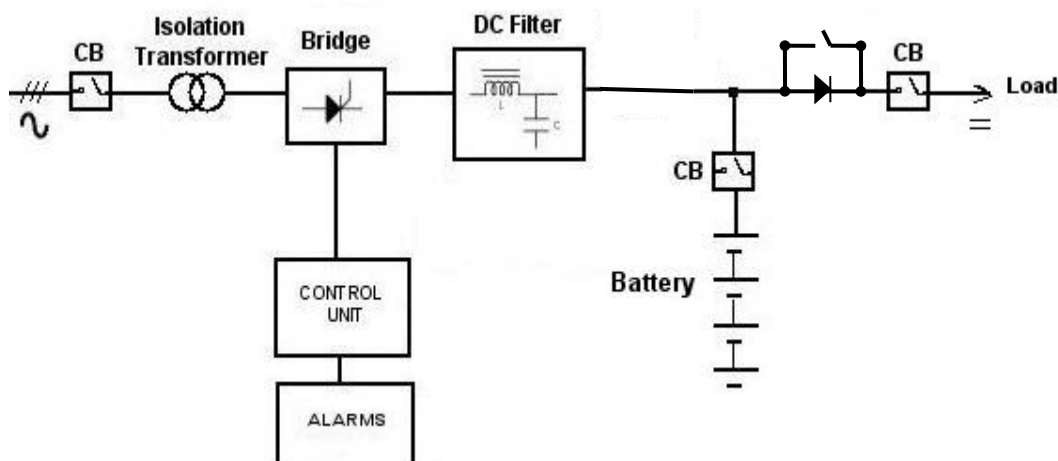 CB
Isolation
Transformer
Bridge
DC Filter
L
C
CB
Load
CB
Battery
CONTROL
UNIT
ALARMS